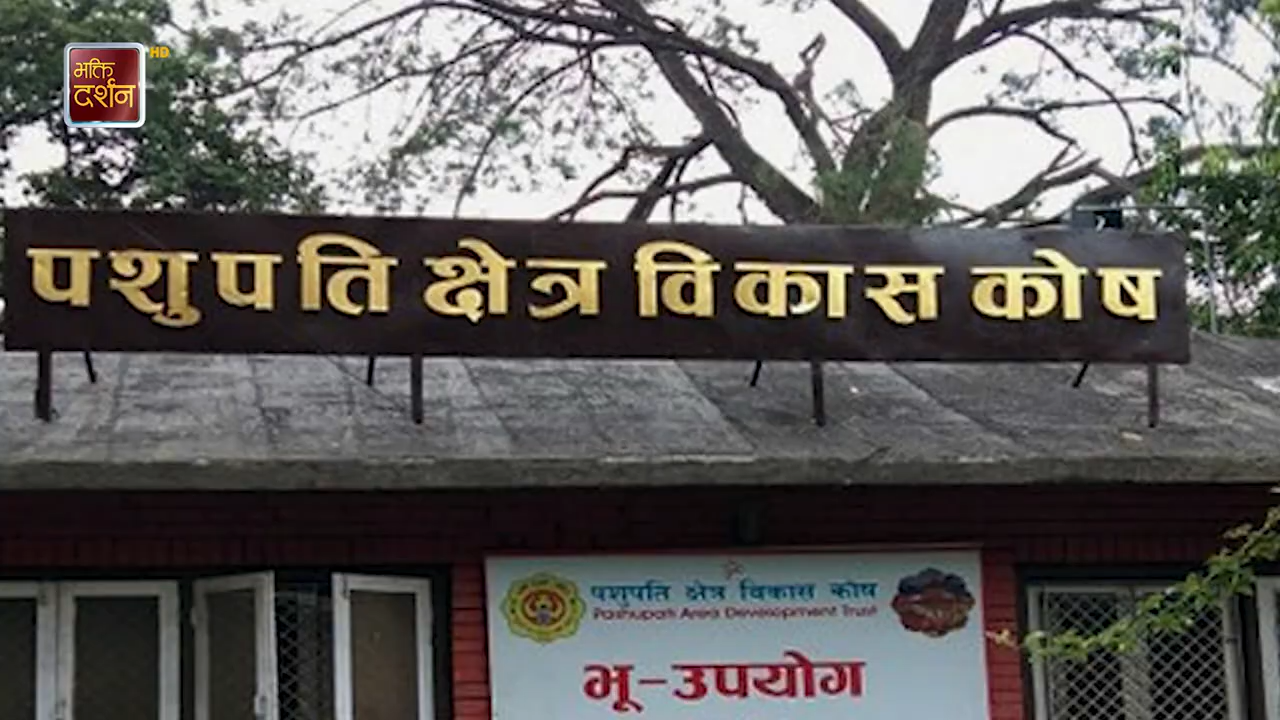 भक्ति
दर्शन
HD
पशुपति क्षेत्र विकास कोष
पशुपति क्षेत्र विकास कोष
Pashupati Area Development Trust
भू-उपयोग